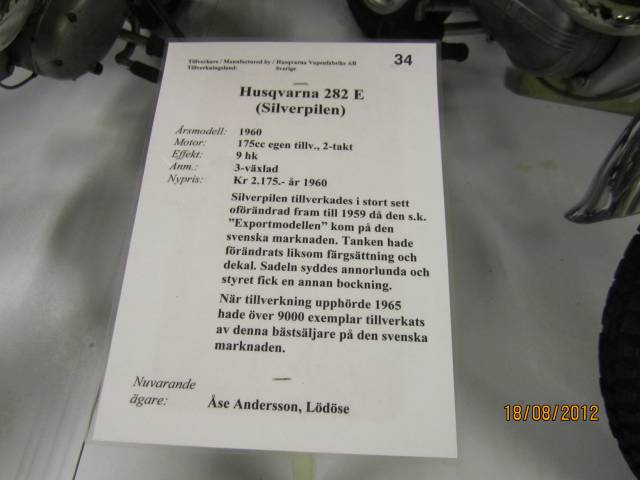 Tillverkare / Manufactured by / Husqvarna Vapenfabriks AB
Tillverkningsland: Sverige
34
Husqvarna 282 E
(Silverpilen)
Årsmodell: 1960
Motor: 175cc egen tillv., 2-takt
Effekt: 9 hk
Anm.: 3-växlad
Nypris: Kr 2.175.- år 1960
Silverpilen tillverkades i stort sett
oförändrad fram till 1959 då den s.k.
”Exportmodellen” kom på den
svenska marknaden. Tanken hade
förändrats liksom färgsättning och
dekal. Sadeln syddes annorlunda och
styret fick en annan bockning.
När tillverkning upphörde 1965
hade över 9000 exemplar tillverkats
av denna bästsäljare på den svenska
marknaden.
Nuvarande
ägare: Åse Andersson, Lödöse
18/08/2012